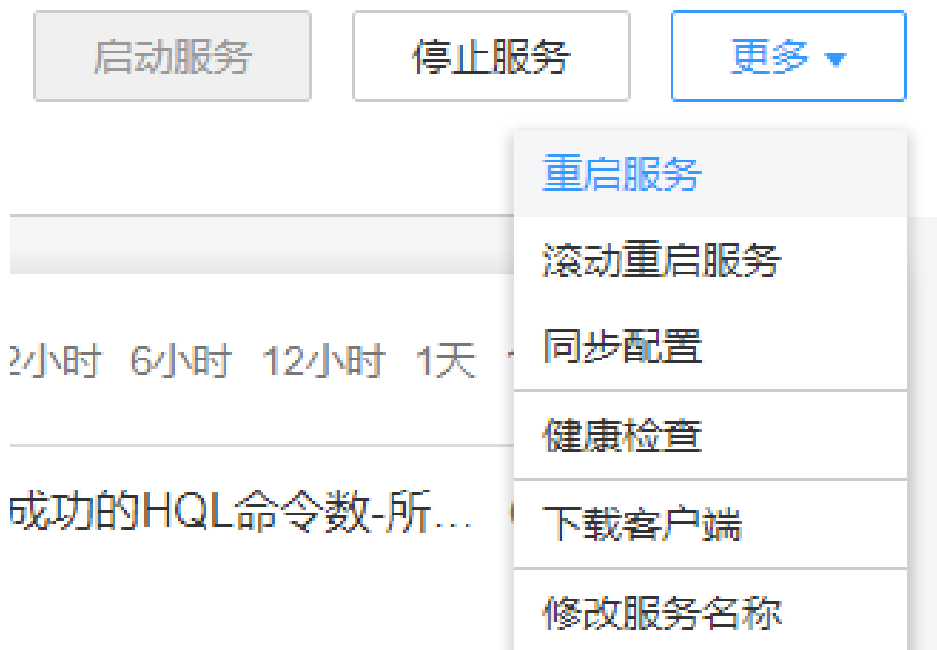 启动服务 停止服务 更多
重启服务
滚动重启服务
2小时 6小时 12小时 1天
同步配置
健康检查
成功的HQL命令数-所...
下载客户端
修改服务名称